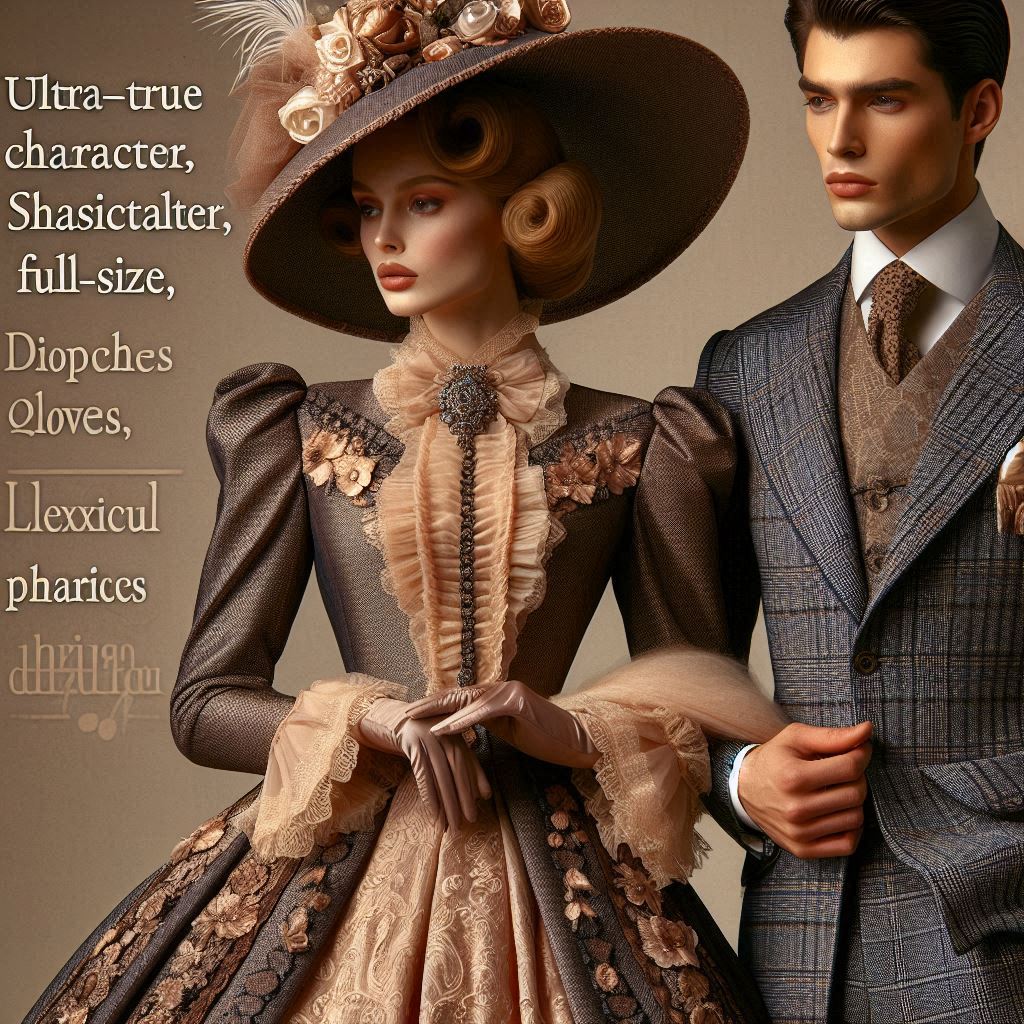 Ultra-true
character,
Shasictalter,
full-size,
Diopches
Qloves,
Llexxicul
pharices